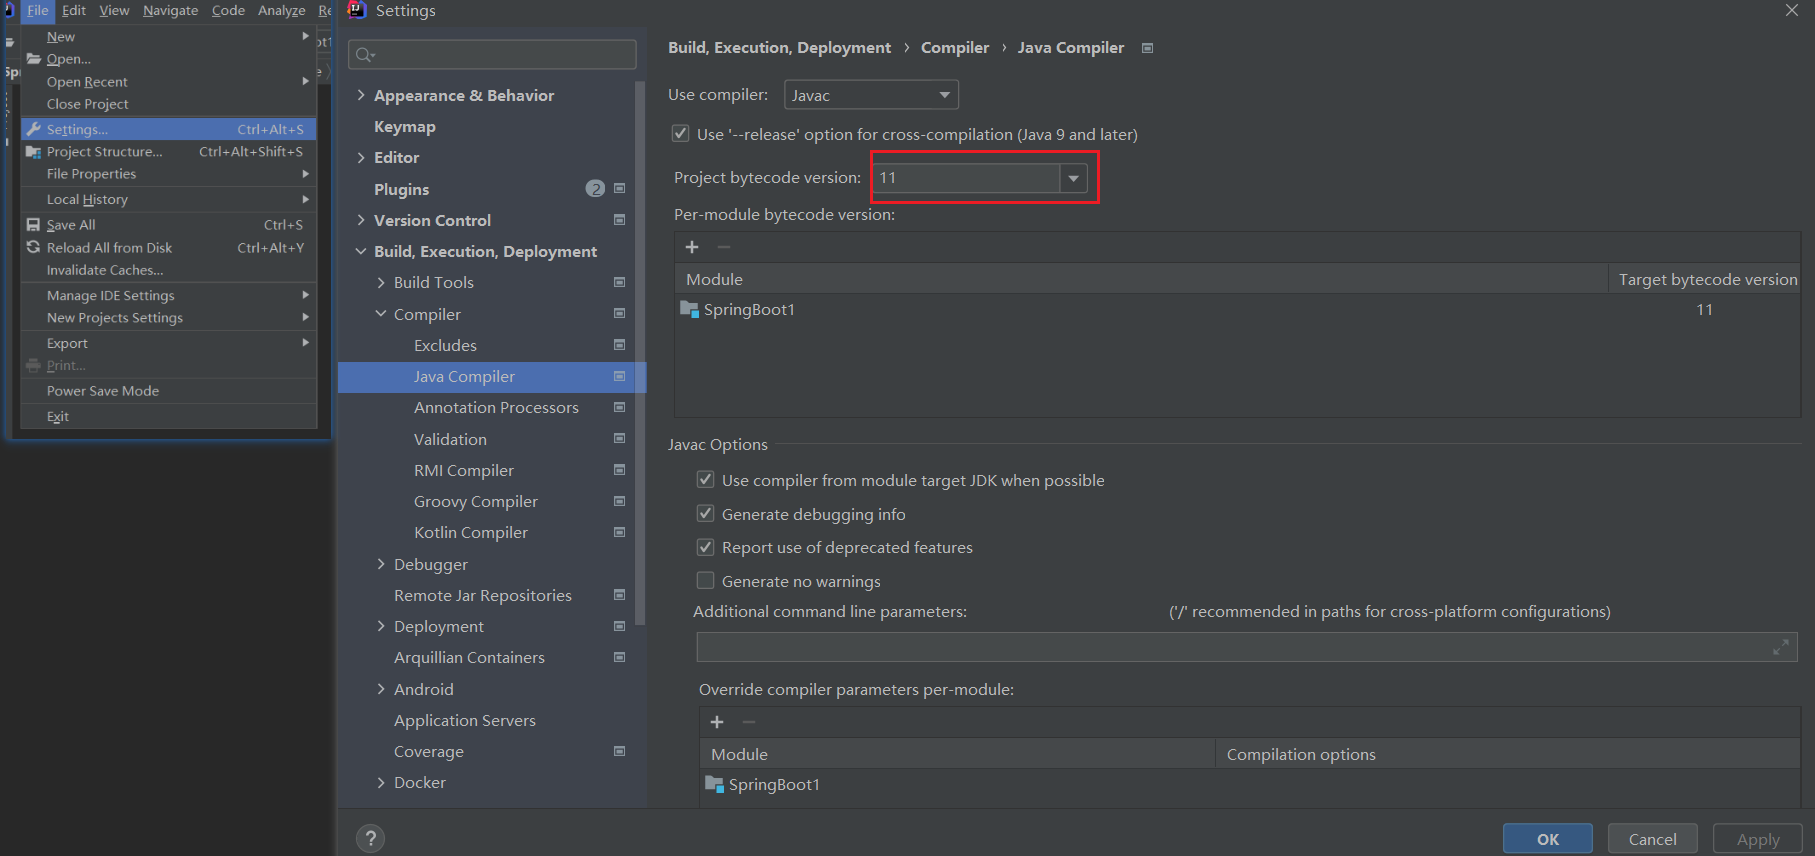 File Edit View Navigate Code Analyze Re
New
Open...
Open Recent
Close Project
Settings... Ctrl+Alt+S
Project Structure... Ctrl+Alt+Shift+S
File Properties
Local History
Save All Ctrl+S
Reload All from Disk Ctrl+Alt+Y
Invalidate Caches...
Manage IDE Settings
New Projects Settings
Export
Print...
Power Save Mode
Exit
Settings
Appearance & Behavior
Keymap
Editor
Plugins 2
Version Control
Build, Execution, Deployment
Build Tools
Compiler
Excludes
Java Compiler
Annotation Processors
Validation
RMI Compiler
Groovy Compiler
Kotlin Compiler
Debugger
Remote Jar Repositories
Deployment
Arquillian Containers
Android
Application Servers
Coverage
Docker
?
Build, Execution, Deployment › Compiler › Java Compiler
Use compiler: Javac
Use '--release' option for cross-compilation (Java 9 and later)
Project bytecode version: 11
Per-module bytecode version:
+ −
Module Target bytecode version
SpringBoot1 11
Javac Options
Use compiler from module target JDK when possible
Generate debugging info
Report use of deprecated features
Generate no warnings
Additional command line parameters: ('/' recommended in paths for cross-platform configurations)
Override compiler parameters per-module:
+ −
Module Compilation options
SpringBoot1
OK Cancel Apply